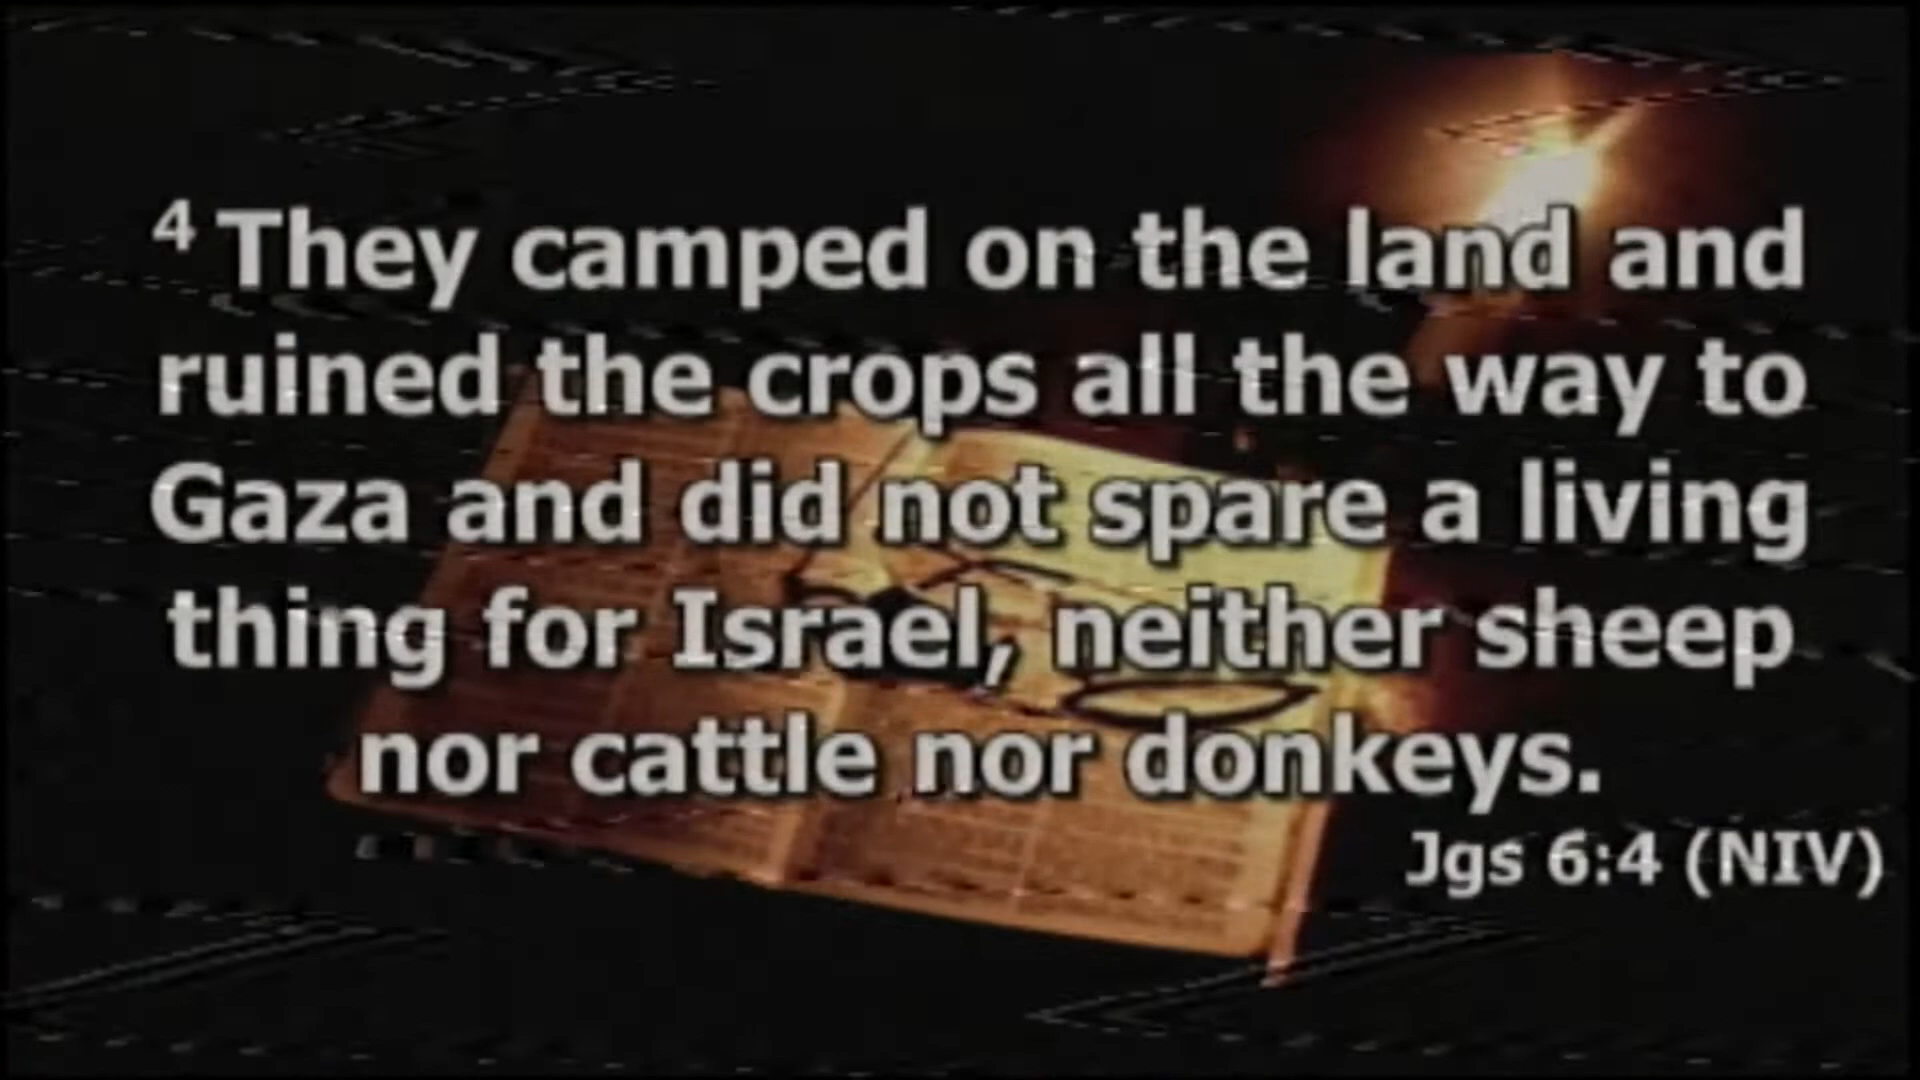 4 They camped on the land and
ruined the crops all the way to
Gaza and did not spare a living
thing for Israel, neither sheep
nor cattle nor donkeys.
Jgs 6:4 (NIV)